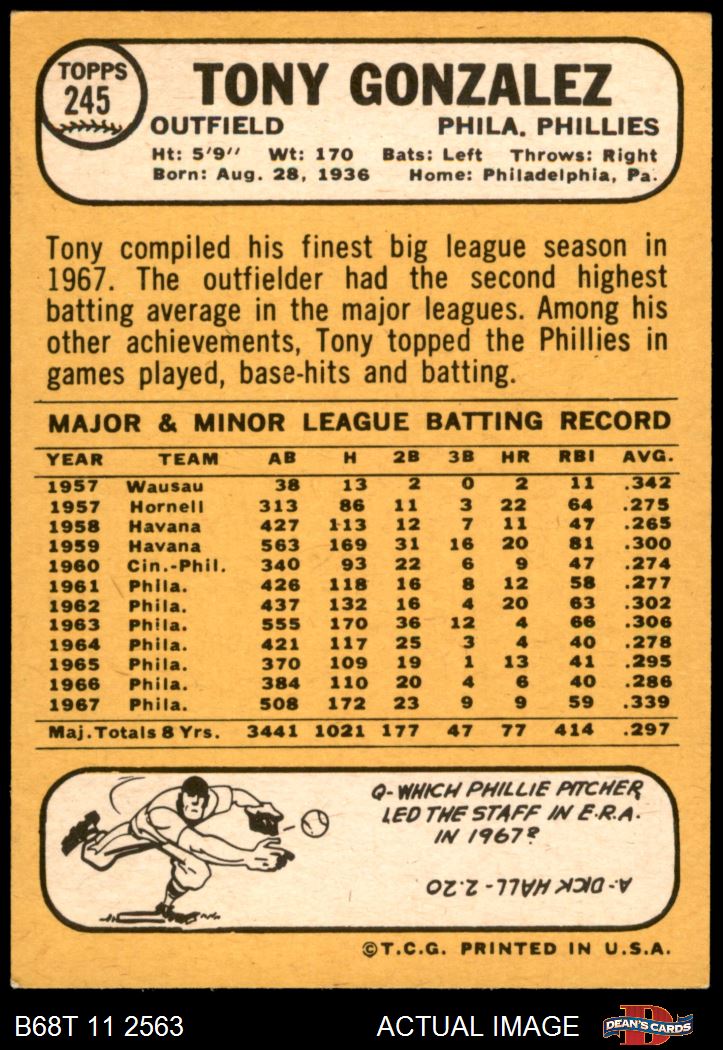 TOPPS
245
TONY GONZALEZ
OUTFIELD PHILA. PHILLIES
Ht: 5'9" Wt: 170 Bats: Left Throws: Right
Born: Aug. 28, 1936 Home: Philadelphia, Pa.
Tony compiled his finest big league season in
1967. The outfielder had the second highest
batting average in the major leagues. Among his
other achievements, Tony topped the Phillies in
games played, base-hits and batting.
MAJOR & MINOR LEAGUE BATTING RECORD
YEAR TEAM AB H 2B 3B HR RBI AVG.
1957 Wausau 38 13 2 0 2 11 .342
1957 Hornell 313 86 11 3 22 64 .275
1958 Havana 427 113 12 7 11 47 .265
1959 Havana 563 169 31 16 20 81 .300
1960 Cin.-Phil. 340 93 22 6 9 47 .274
1961 Phila. 426 118 16 8 12 58 .277
1962 Phila. 437 132 16 4 20 63 .302
1963 Phila. 555 170 36 12 4 66 .306
1964 Phila. 421 117 25 3 4 40 .278
1965 Phila. 370 109 19 1 13 41 .295
1966 Phila. 384 110 20 4 6 40 .286
1967 Phila. 508 172 23 9 9 59 .339
Maj. Totals 8 Yrs. 3441 1021 177 47 77 414 .297
Q- WHICH PHILLIE PITCHER
LED THE STAFF IN E.R.A.
IN 1967?
A- DICK HALL - 2.20
©T.C.G. PRINTED IN U.S.A.
B68T 11 2563 ACTUAL IMAGE D DEAN'S CARDS